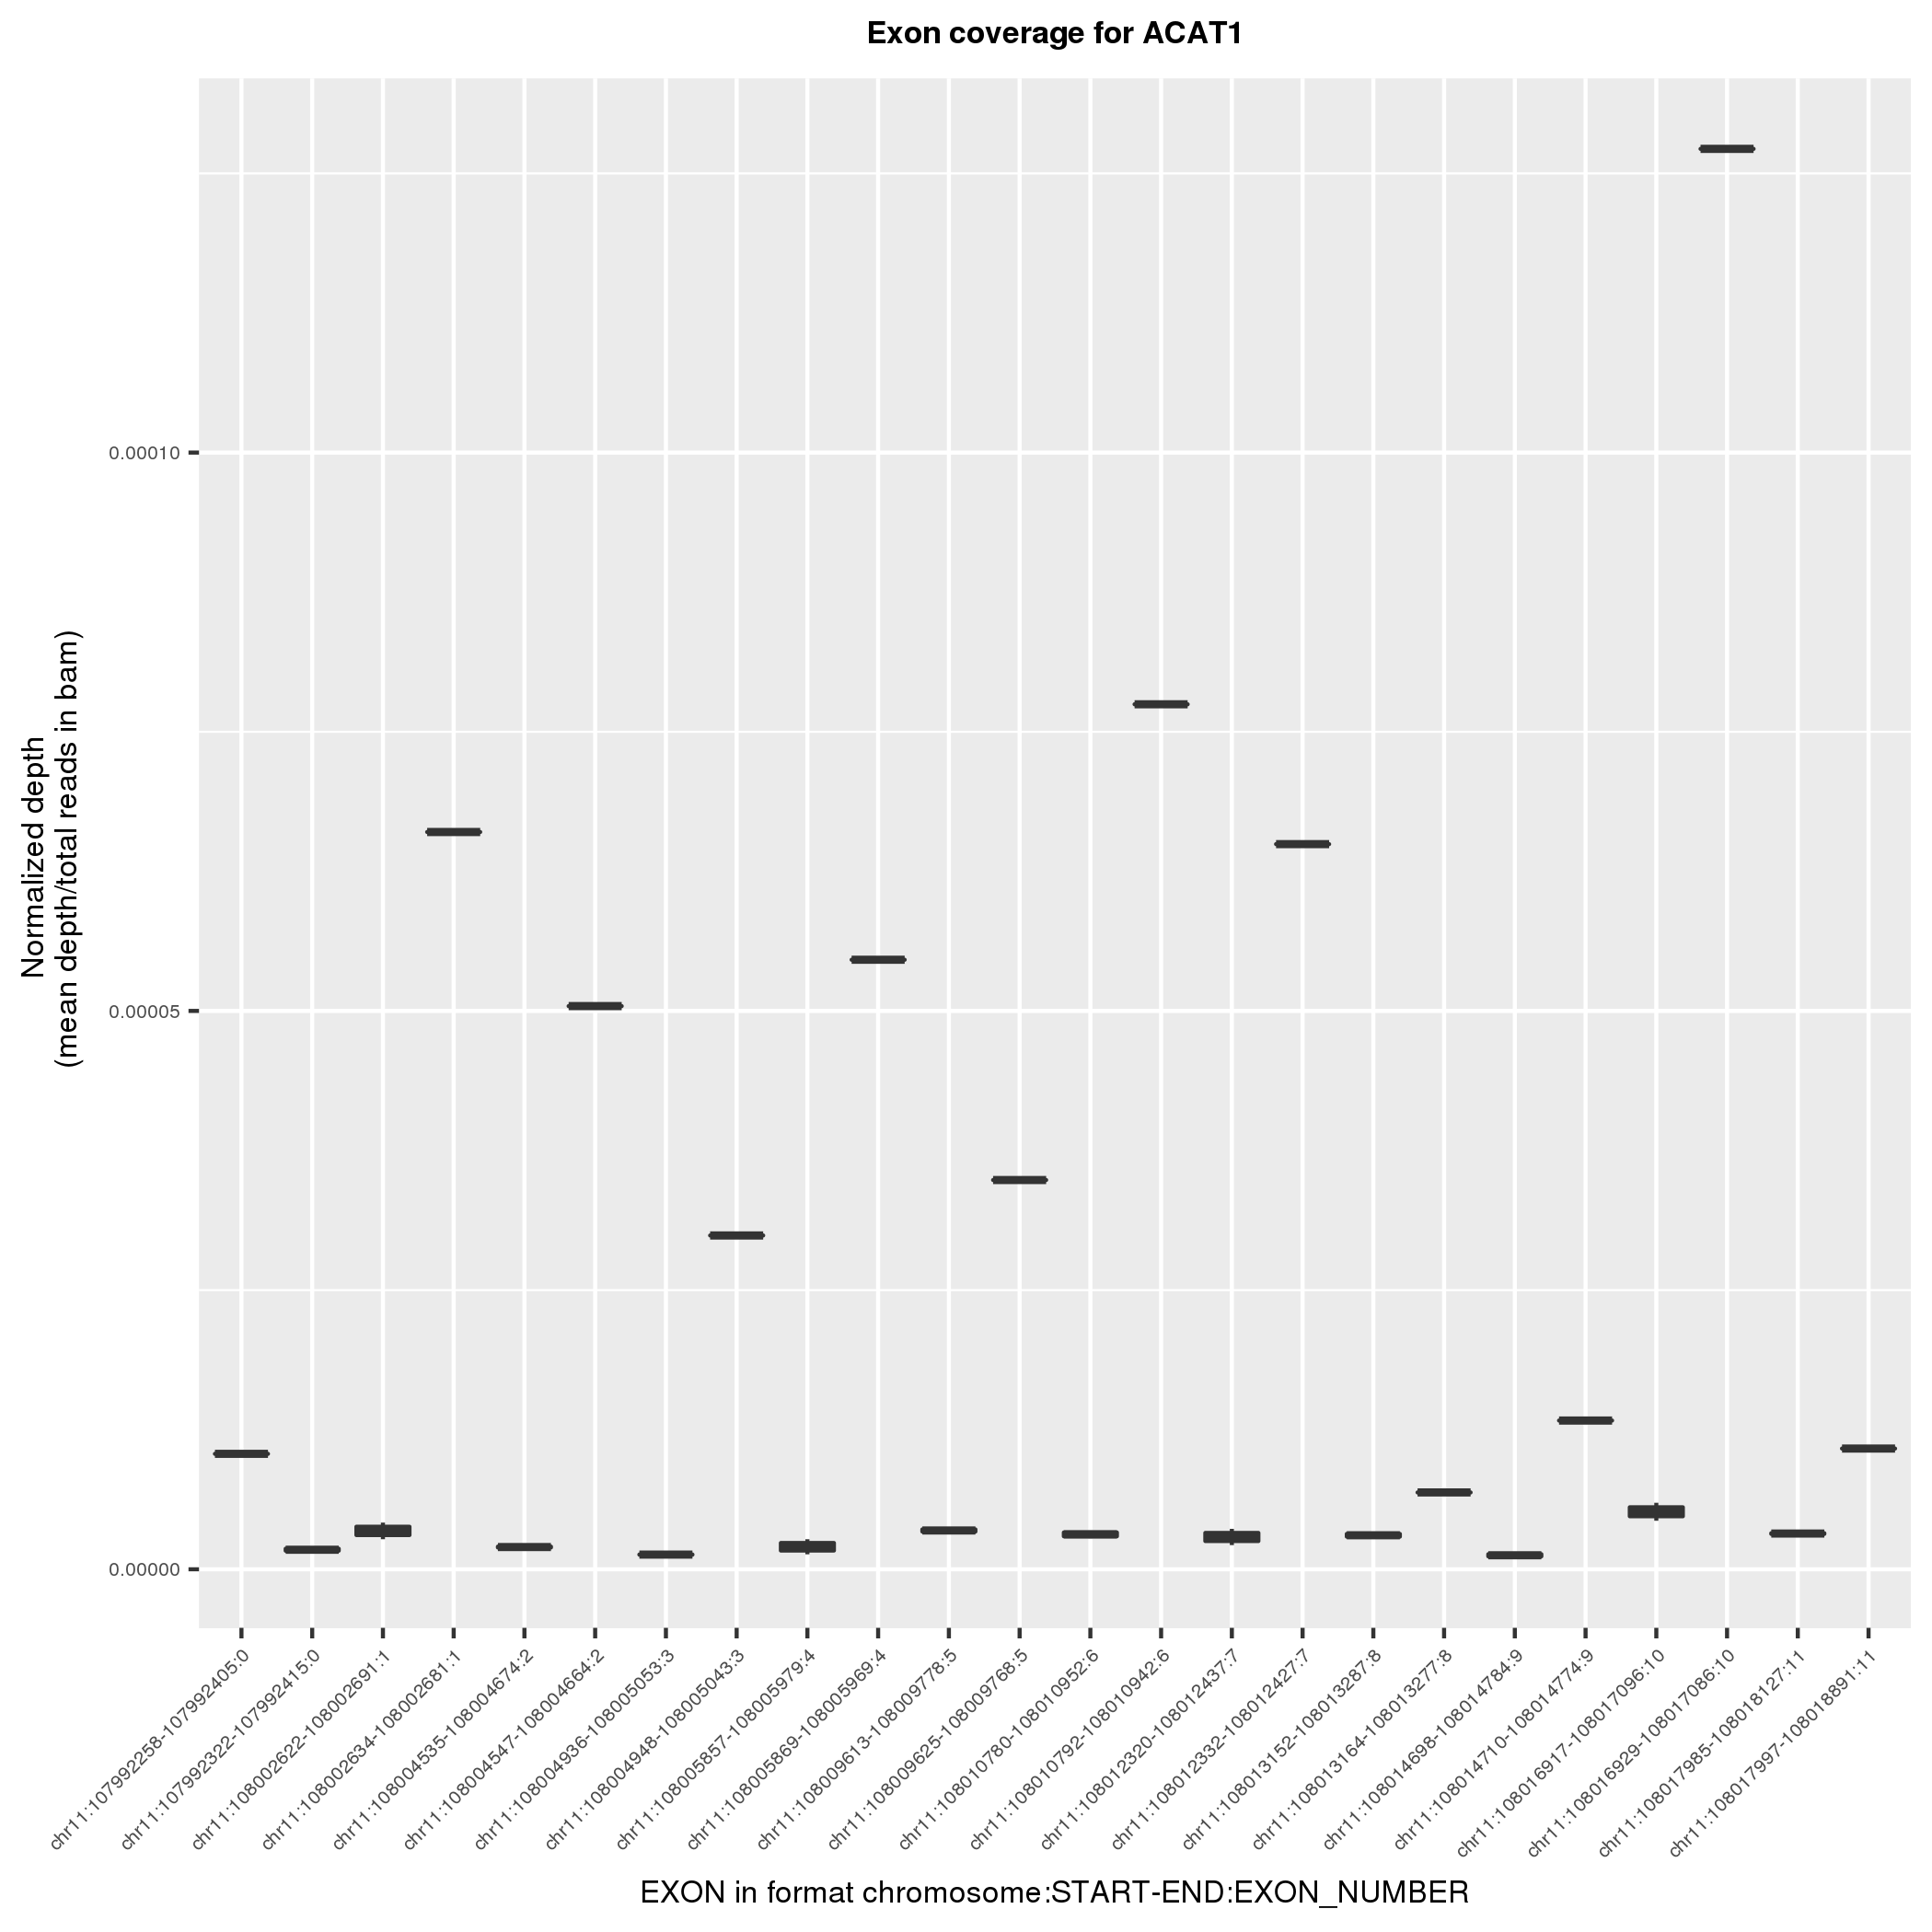 Exon coverage for ACAT1
Normalized depth
(mean depth/total reads in bam)
0.00010
0.00005
0.00000
chr11:107992258-107992405:0
chr11:107992322-107992415:0
chr11:108002622-108002691:1
chr11:108002634-108002681:1
chr11:108004535-108004674:2
chr11:108004547-108004664:2
chr11:108004936-108005053:3
chr11:108004948-108005043:3
chr11:108005857-108005979:4
chr11:108005869-108005969:4
chr11:108009613-108009778:5
chr11:108009625-108009768:5
chr11:108010780-108010952:6
chr11:108010792-108010942:6
chr11:108012320-108012437:7
chr11:108012332-108012427:7
chr11:108013152-108013287:8
chr11:108013164-108013277:8
chr11:108014698-108014784:9
chr11:108014710-108014774:9
chr11:108016917-108017096:10
chr11:108016929-108017086:10
chr11:108017985-108018127:11
chr11:108017997-108018891:11
EXON in format chromosome:START-END:EXON_NUMBER